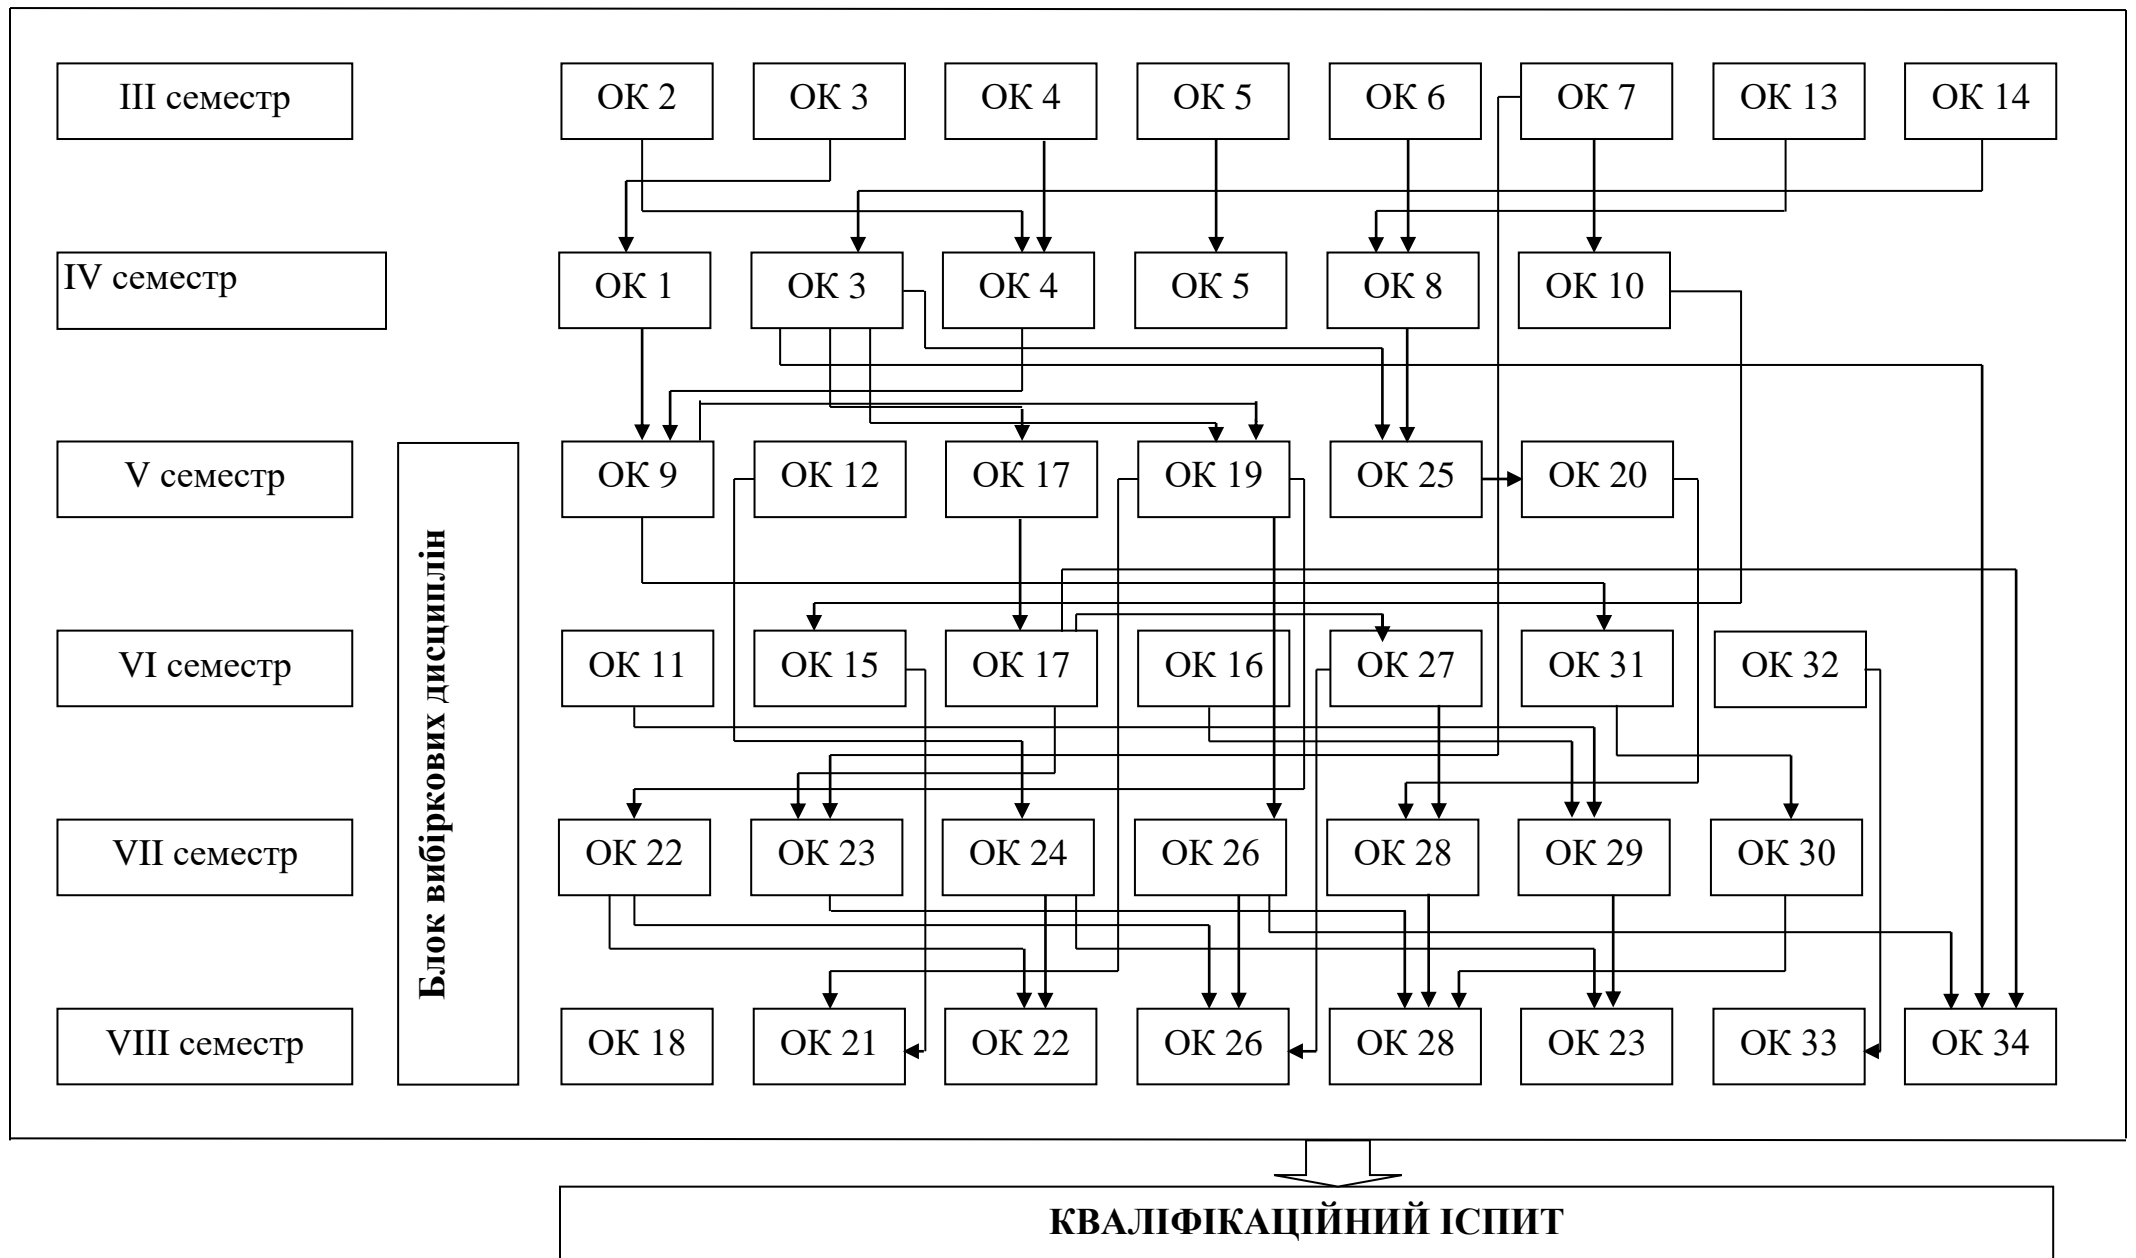 III семестр ОК 2 ОК 3 ОК 4 ОК 5 ОК 6 ОК 7 ОК 13 ОК 14
IV семестр ОК 1 ОК 3 ОК 4 ОК 5 ОК 8 ОК 10
V семестр ОК 9 ОК 12 ОК 17 ОК 19 ОК 25 ОК 20
Блок вибіркових дисциплін
VI семестр ОК 11 ОК 15 ОК 17 ОК 16 ОК 27 ОК 31 ОК 32
VII семестр ОК 22 ОК 23 ОК 24 ОК 26 ОК 28 ОК 29 ОК 30
VIII семестр ОК 18 ОК 21 ОК 22 ОК 26 ОК 28 ОК 23 ОК 33 ОК 34
КВАЛІФІКАЦІЙНИЙ ІСПИТ